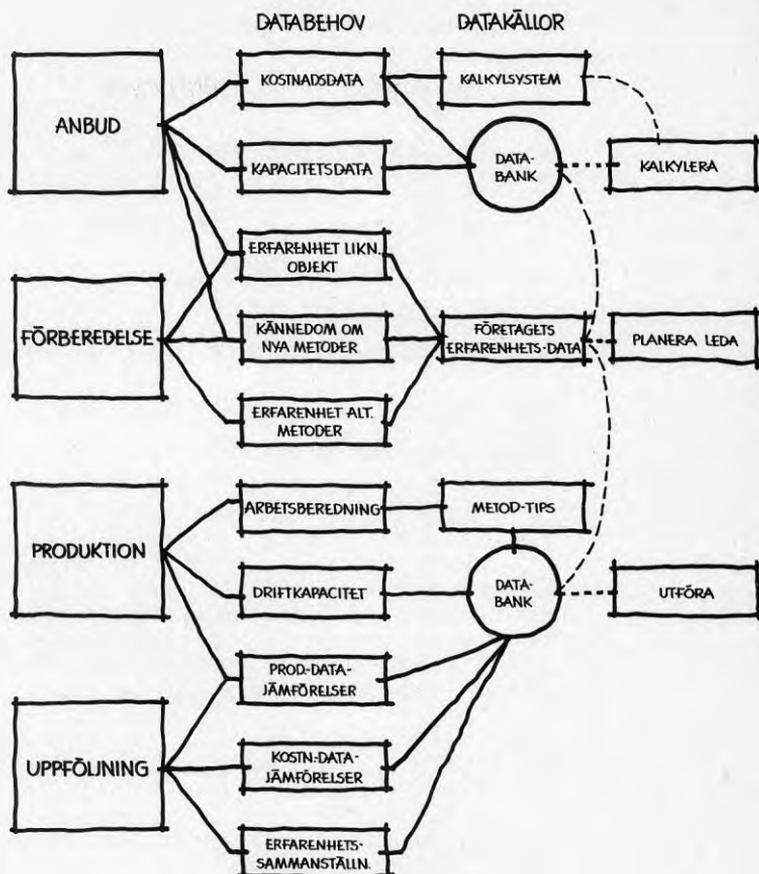 DATABEHOV
DATAKÄLLOR
ANBUD
KOSTNADSDATA
KALKYLSYSTEM
KAPACITETSDATA
DATA-
BANK
KALKYLERA
ERFARENHET LIKN.
OBJEKT
FÖRBEREDELSE
KÄNNEDOM OM
NYA METODER
FÖRETAGETS
ERFARENHETS-DATA
PLANERA LEDA
ERFARENHET ALT.
METODER
PRODUKTION
ARBETSBEREDNING
METOD-TIPS
DRIFTKAPACITET
DATA-
BANK
UTFÖRA
PROD.-DATA-
JÄMFÖRELSER
UPPFÖLJNING
KOSTN.-DATA-
JÄMFÖRELSER
ERFARENHETS-
SAMMANSTÄLLN.